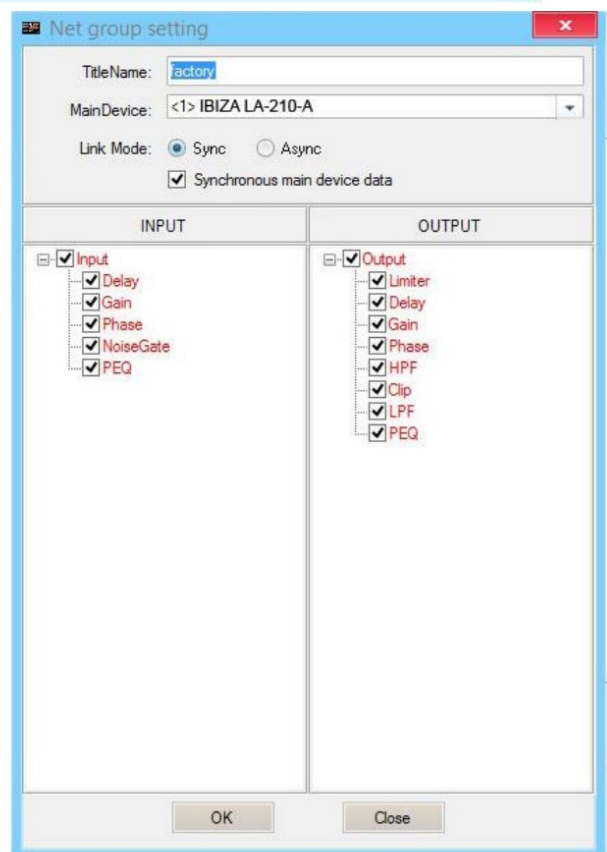 Net group setting
TitleName: factory
MainDevice: <1> IBIZA LA-210-A
Link Mode: Sync Async
Synchronous main device data
INPUT OUTPUT
Input
Delay
Gain
Phase
NoiseGate
PEQ
Output
Limiter
Delay
Gain
Phase
HPF
Clip
LPF
PEQ
OK Close